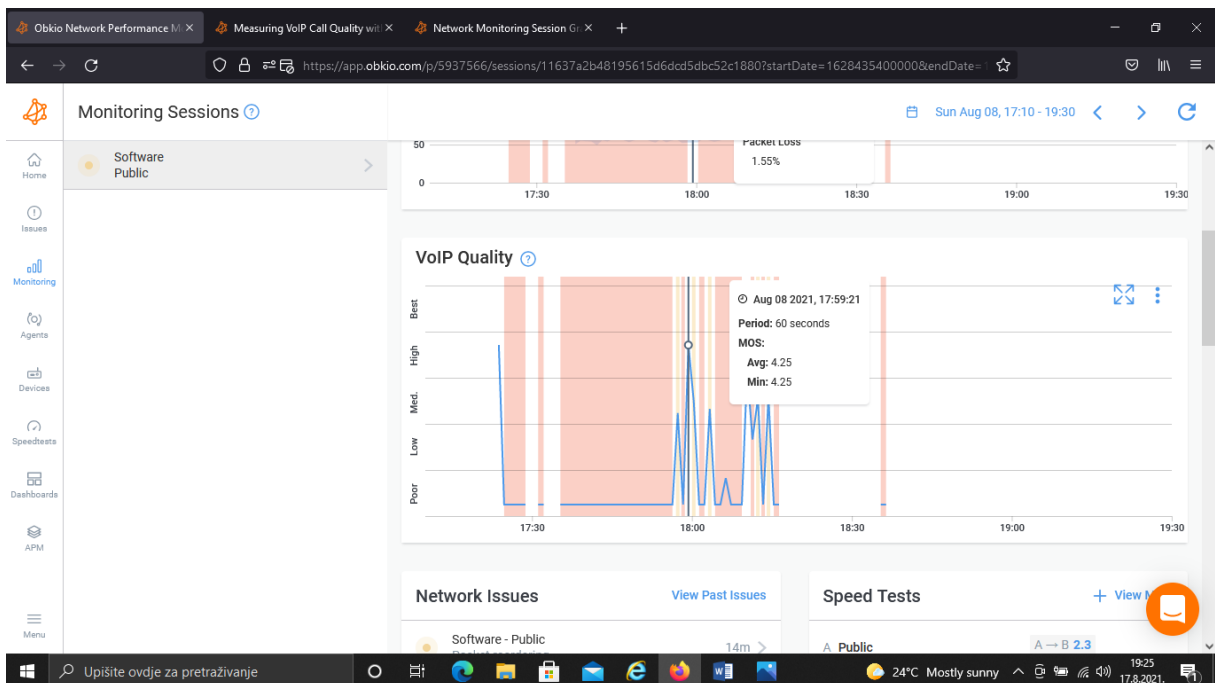 Obkio Network Performance M
Measuring VoIP Call Quality wit
Network Monitoring Session Gr
https://app.obkio.com/p/5937566/sessions/11637a2b48195615d6dcd5dbc52c1880?startDate=1628435400000&endDate=1
Monitoring Sessions ?
Sun Aug 08, 17:10 - 19:30
Home
Issues
Monitoring
Agents
Devices
Speedtests
Dashboards
APM
Menu
Software
Public
50
0
Packet Loss
1.55%
17:30
18:00
18:30
19:00
19:30
VoIP Quality ?
Best
High
Med.
Low
Poor
Aug 08 2021, 17:59:21
Period: 60 seconds
MOS:
Avg: 4.25
Min: 4.25
17:30
18:00
18:30
19:00
19:30
Network Issues
View Past Issues
Software - Public
Packet reordering
14m
Speed Tests
+ View M
A Public
A → B 2.3
Upišite ovdje za pretraživanje
24°C Mostly sunny
19:25
17.8.2021.